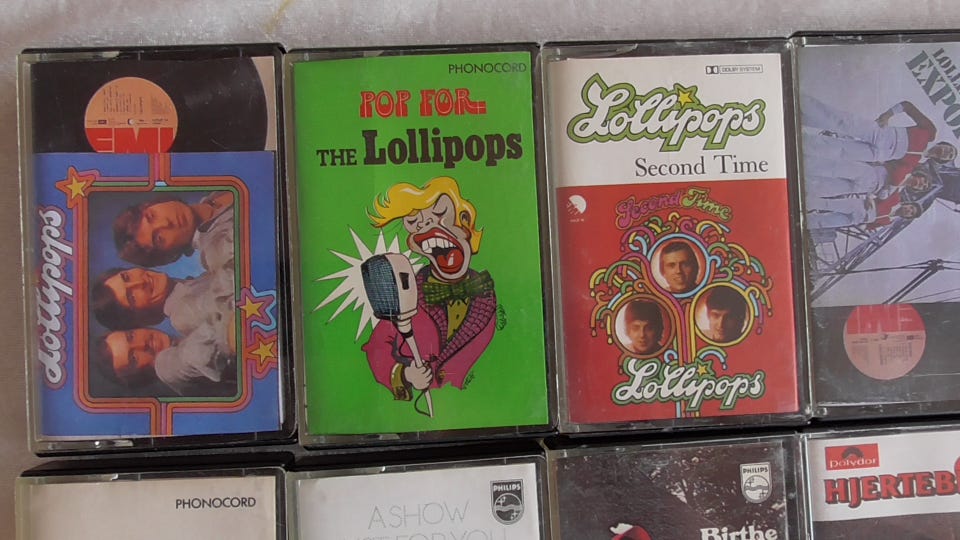 EMI
Lollipops
PHONOCORD
POP FOR..
THE Lollipops
DOLBY SYSTEM
Lollipops
Second Time
Second Time
Lollipops
EXPO
PHONOCORD
PHILIPS
A SHOW
PHILIPS
Birthe
Polydor
HJERTEB